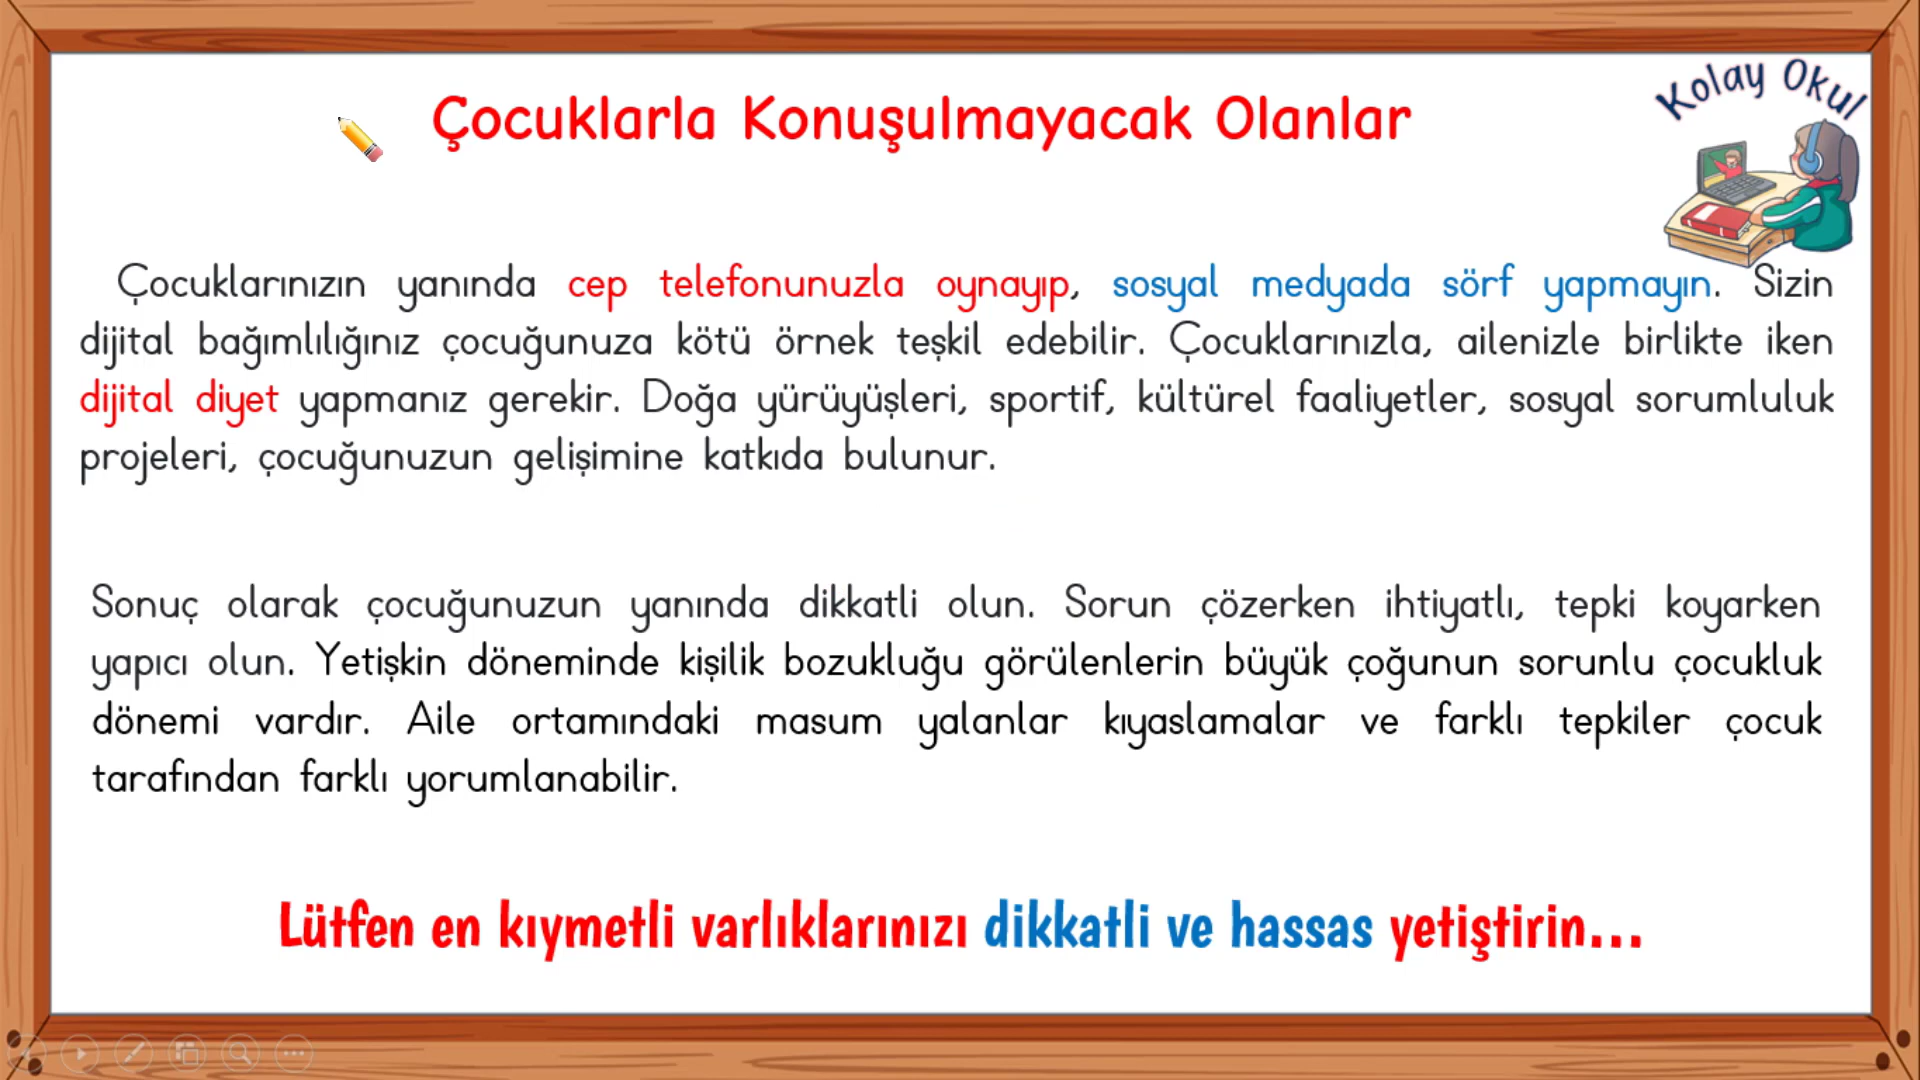 Kolay Okul
Çocuklarla Konuşulmayacak Olanlar
Çocuklarınızın yanında cep telefonunuzla oynayıp, sosyal medyada sörf yapmayın. Sizin
dijital bağımlılığınız çocuğunuza kötü örnek teşkil edebilir. Çocuklarınızla, ailenizle birlikte iken
dijital diyet yapmanız gerekir. Doğa yürüyüşleri, sportif, kültürel faaliyetler, sosyal sorumluluk
projeleri, çocuğunuzun gelişimine katkıda bulunur.
Sonuç olarak çocuğunuzun yanında dikkatli olun. Sorun çözerken ihtiyatlı, tepki koyarken
yapıcı olun. Yetişkin döneminde kişilik bozukluğu görülenlerin büyük çoğunun sorunlu çocukluk
dönemi vardır. Aile ortamındaki masum yalanlar kıyaslamalar ve farklı tepkiler çocuk
tarafından farklı yorumlanabilir.
Lütfen en kıymetli varlıklarınızı dikkatli ve hassas yetiştirin...